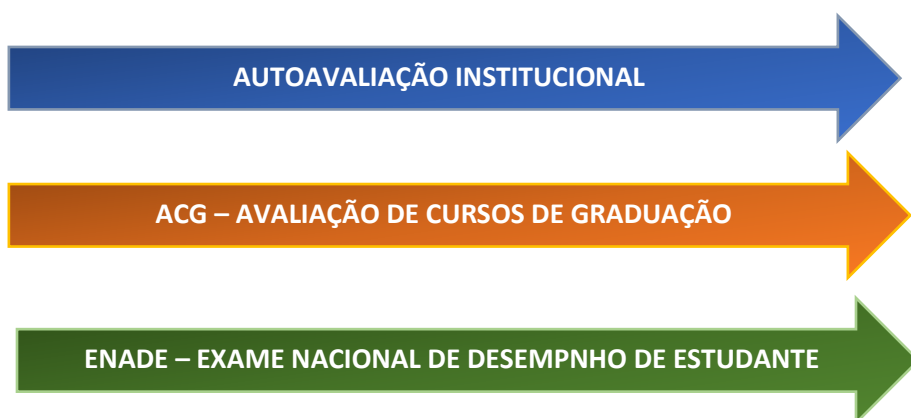 AUTOAVALIAÇÃO INSTITUCIONAL
ACG – AVALIAÇÃO DE CURSOS DE GRADUAÇÃO
ENADE – EXAME NACIONAL DE DESEMPNHO DE ESTUDANTE